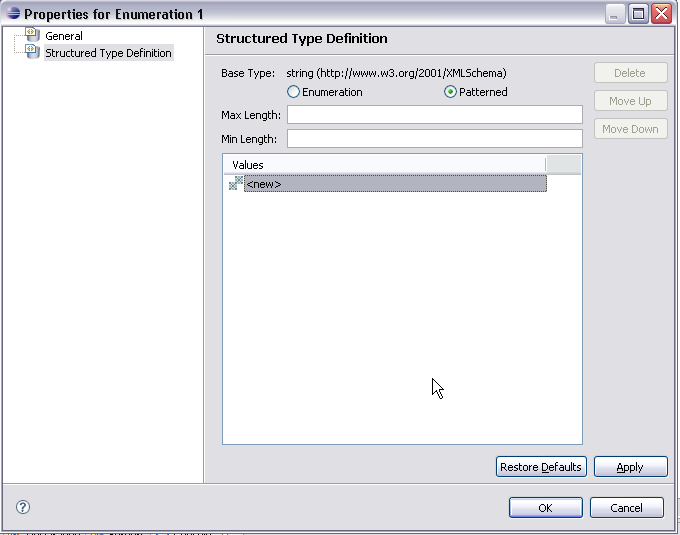 Properties for Enumeration 1
General
Structured Type Definition
Structured Type Definition
Base Type: string (http://www.w3.org/2001/XMLSchema)
Enumeration Patterned
Max Length:
Min Length:
Values
<new>
Delete
Move Up
Move Down
Restore Defaults Apply
? OK Cancel